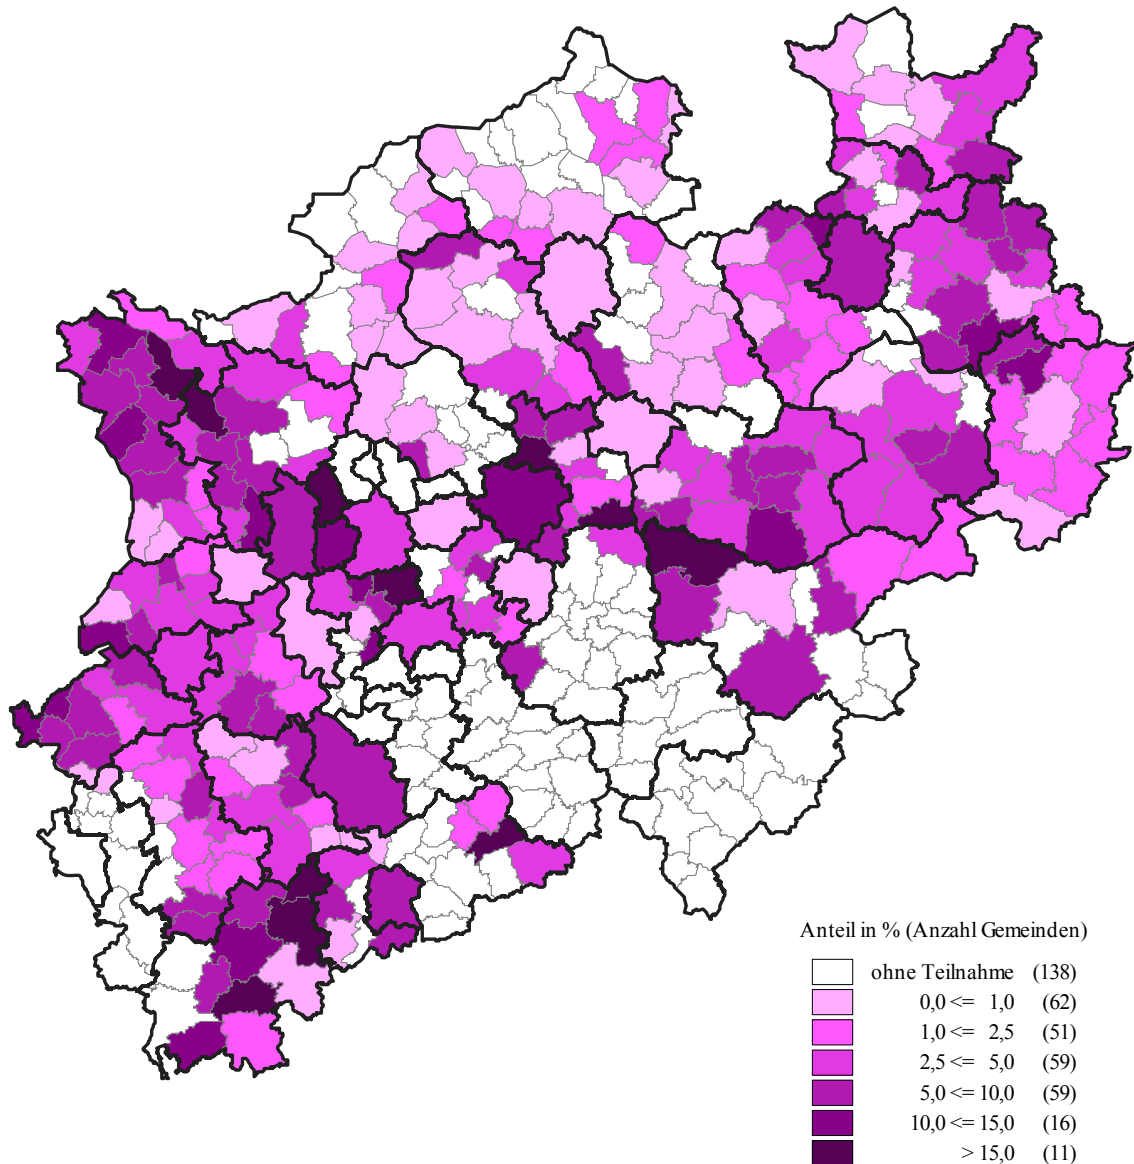 Anteil in % (Anzahl Gemeinden)
ohne Teilnahme (138)
0,0 <= 1,0 (62)
1,0 <= 2,5 (51)
2,5 <= 5,0 (59)
5,0 <= 10,0 (59)
10,0 <= 15,0 (16)
> 15,0 (11)